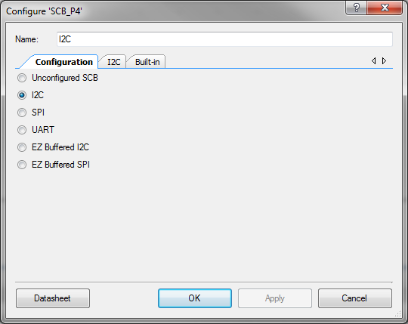 Configure 'SCB_P4'
Name: I2C
Configuration I2C Built-in
Unconfigured SCB
I2C
SPI
UART
EZ Buffered I2C
EZ Buffered SPI
Datasheet OK Apply Cancel